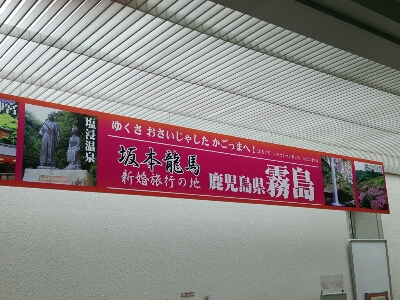 宮
塩浸温泉
ゆくさ おさいじゃした かごっまへ！
坂本龍馬
新婚旅行の地
鹿児島県 霧島